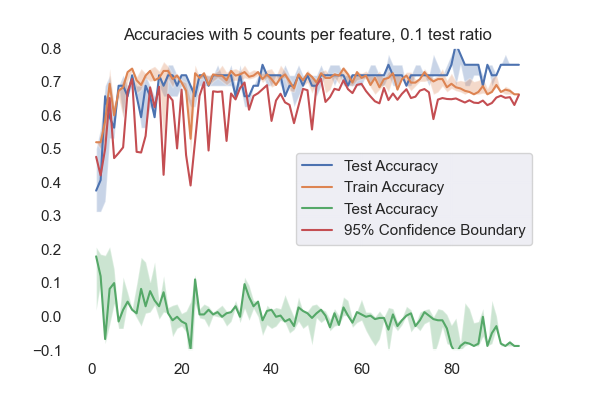 Accuracies with 5 counts per feature, 0.1 test ratio
0.8
0.7
0.6
0.5
0.4
0.3
0.2
0.1
0.0
−0.1
Test Accuracy
Train Accuracy
Test Accuracy
95% Confidence Boundary
0 20 40 60 80